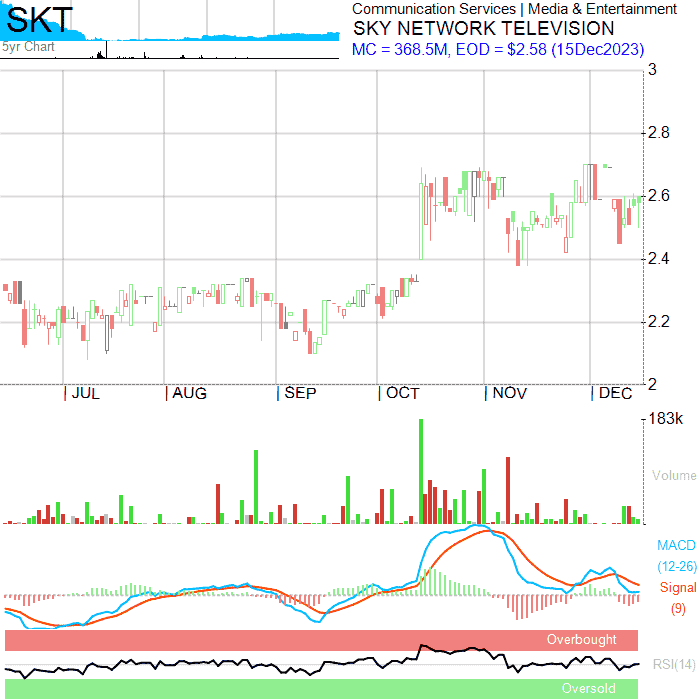 SKT
5yr Chart
Communication Services | Media & Entertainment
SKY NETWORK TELEVISION
MC = 368.5M, EOD = $2.58 (15Dec2023)
3
2.8
2.6
2.4
2.2
2
| JUL | AUG | SEP | OCT | NOV | DEC
183k
Volume
MACD
(12-26)
Signal
(9)
Overbought
RSI(14)
Oversold